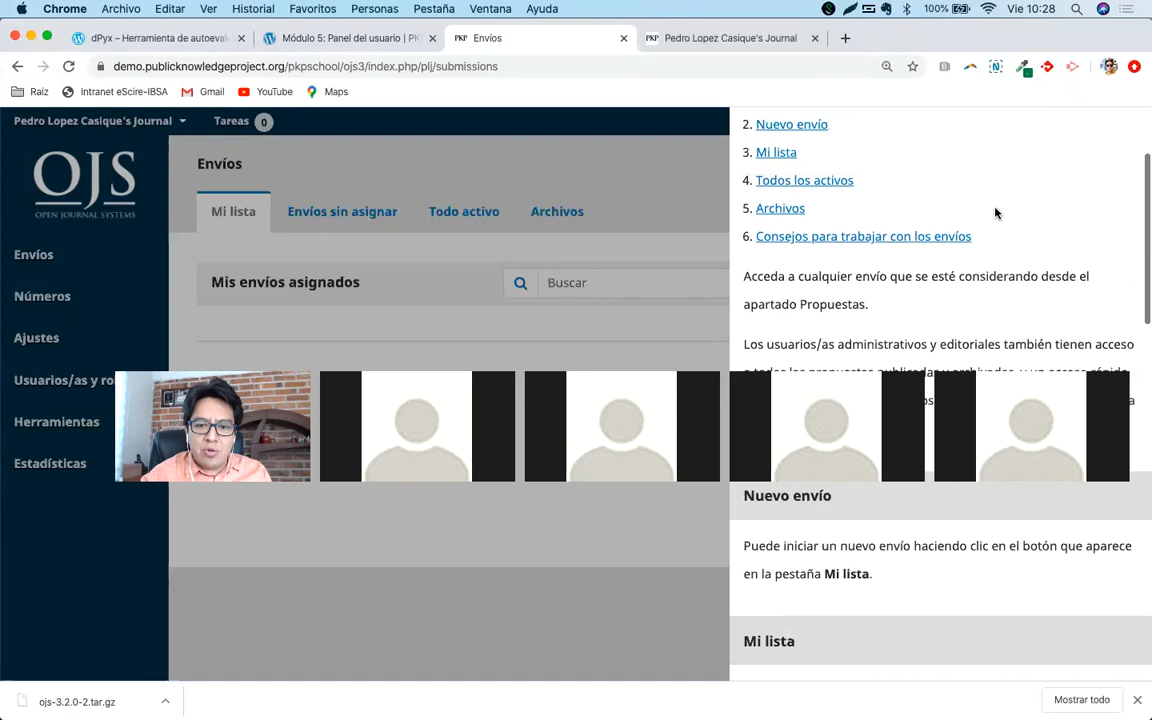 Chrome Archivo Editar Ver Historial Favoritos Personas Pestaña Ventana Ayuda 100% Vie 10:28
dPyx – Herramienta de autoeval Módulo 5: Panel del usuario | PK PKP Envíos PKP Pedro Lopez Casique's Journal
demo.publicknowledgeproject.org/pkpschool/ojs3/index.php/plj/submissions
Raíz Intranet eScire-IBSA Gmail YouTube Maps
Pedro Lopez Casique's Journal Tareas 0
OJS
OPEN JOURNAL SYSTEMS
Envíos
Números
Ajustes
Usuarios/as y ro
Herramientas
Estadísticas
Envíos
Mi lista Envíos sin asignar Todo activo Archivos
Mis envíos asignados Buscar
2. Nuevo envío
3. Mi lista
4. Todos los activos
5. Archivos
6. Consejos para trabajar con los envíos
Acceda a cualquier envío que se esté considerando desde el
apartado Propuestas.
Los usuarios/as administrativos y editoriales también tienen acceso
Nuevo envío
Puede iniciar un nuevo envío haciendo clic en el botón que aparece
en la pestaña Mi lista.
Mi lista
ojs-3.2.0-2.tar.gz Mostrar todo